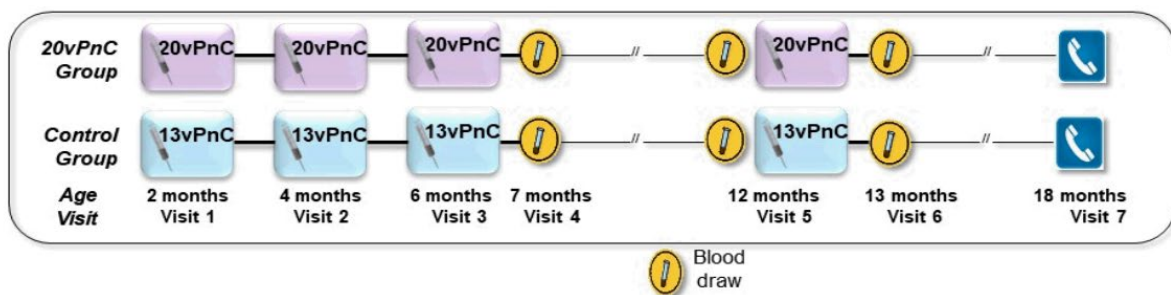 20vPnC
Group
20vPnC
20vPnC
20vPnC
20vPnC
Control
Group
13vPnC
13vPnC
13vPnC
13vPnC
Age
Visit
2 months
Visit 1
4 months
Visit 2
6 months
Visit 3
7 months
Visit 4
12 months
Visit 5
13 months
Visit 6
18 months
Visit 7
Blood
draw